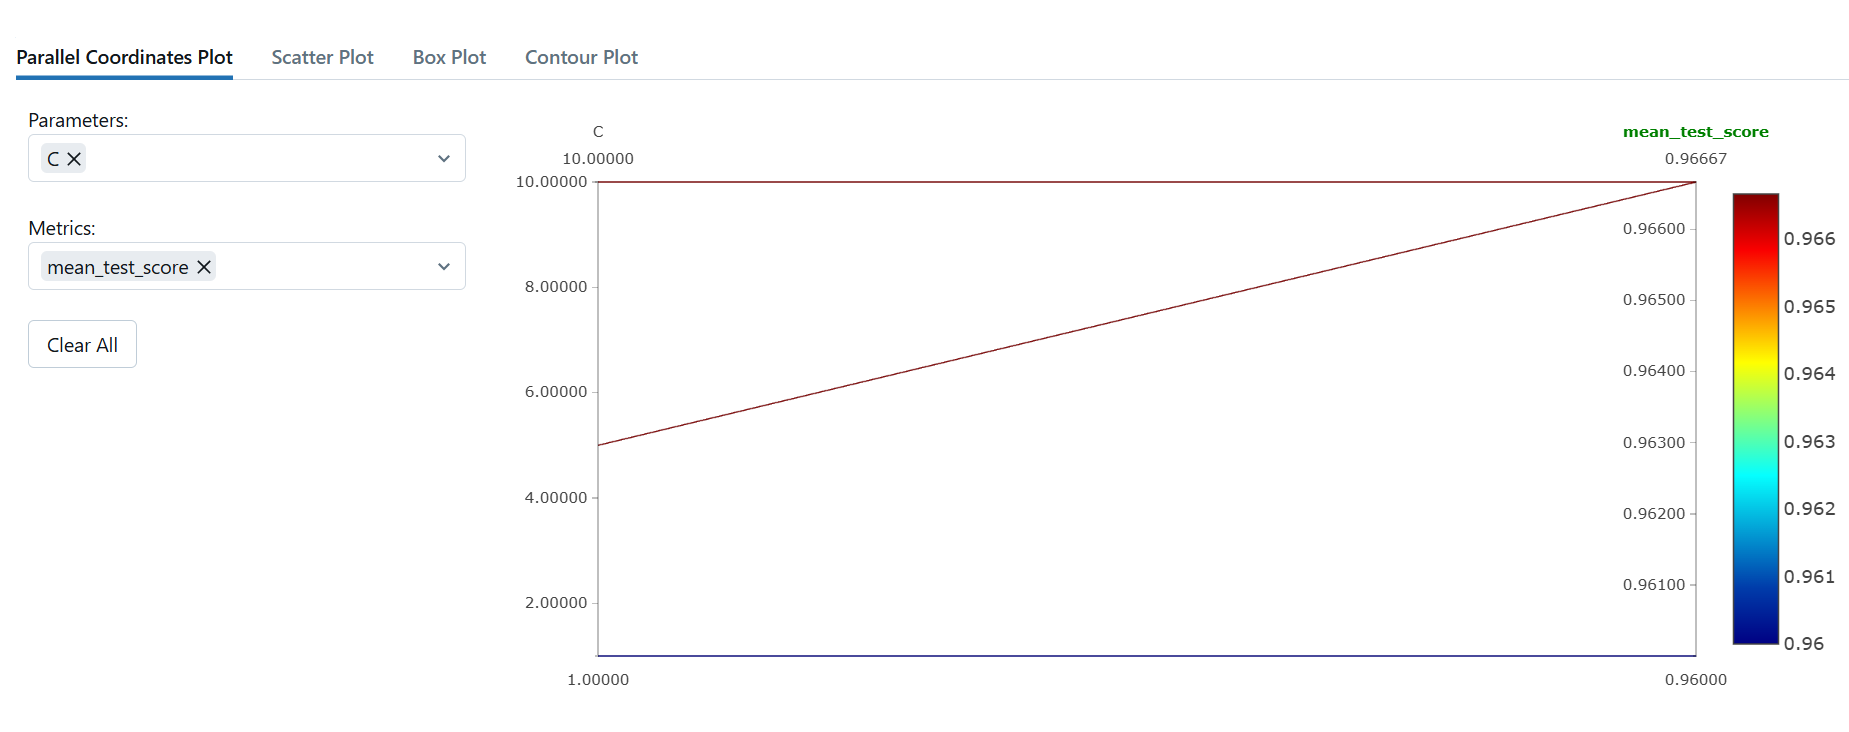 Parallel Coordinates Plot Scatter Plot Box Plot Contour Plot
Parameters:
C
Metrics:
mean_test_score
Clear All
C
10.00000
10.00000
8.00000
6.00000
4.00000
2.00000
1.00000
mean_test_score
0.96667
0.96600
0.96500
0.96400
0.96300
0.96200
0.96100
0.96000
0.966
0.965
0.964
0.963
0.962
0.961
0.96